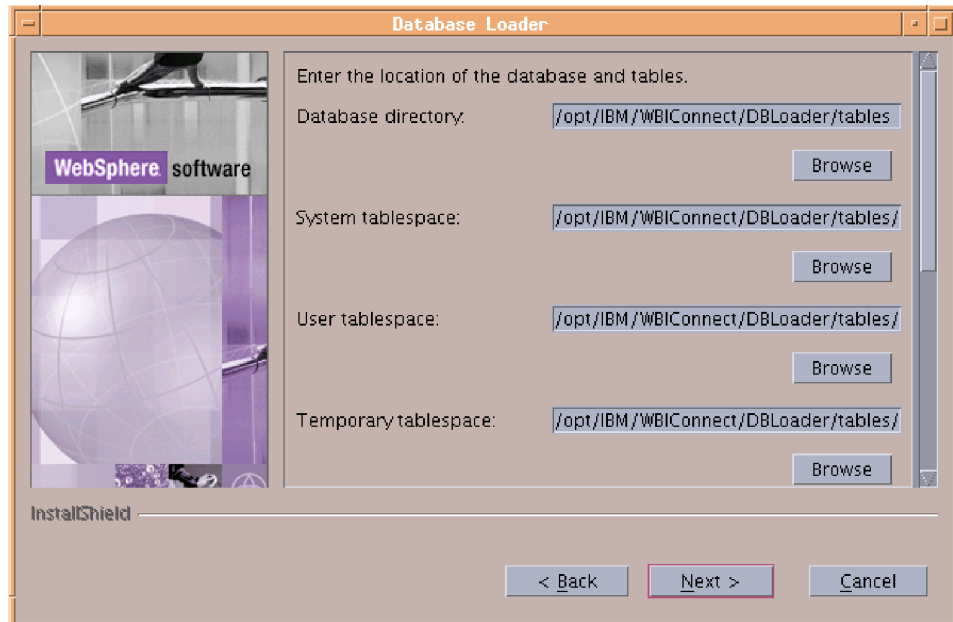 Database Loader
WebSphere software
Enter the location of the database and tables.
Database directory: /opt/IBM/WBIConnect/DBLoader/tables
Browse
System tablespace: /opt/IBM/WBIConnect/DBLoader/tables/
Browse
User tablespace: /opt/IBM/WBIConnect/DBLoader/tables/
Browse
Temporary tablespace: /opt/IBM/WBIConnect/DBLoader/tables/
Browse
InstallShield
< Back Next > Cancel